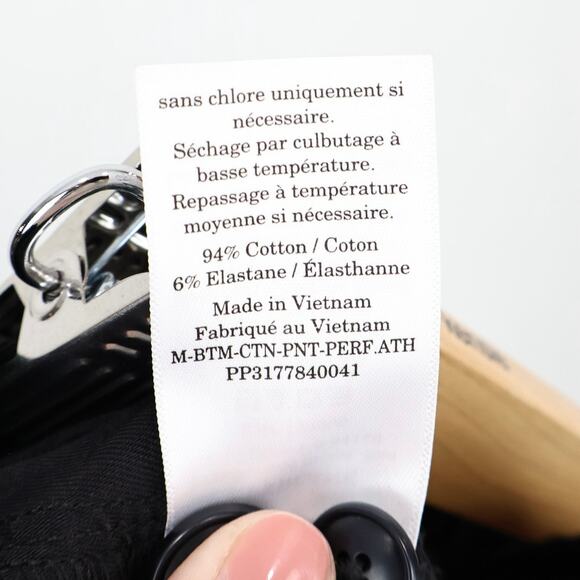 sans chlore uniquement si
nécessaire.
Séchage par culbutage à
basse température.
Repassage à température
moyenne si nécessaire.
94% Cotton / Coton
6% Elastane / Élasthanne
Made in Vietnam
Fabriqué au Vietnam
M-BTM-CTN-PNT-PERF.ATH
PP3177840041